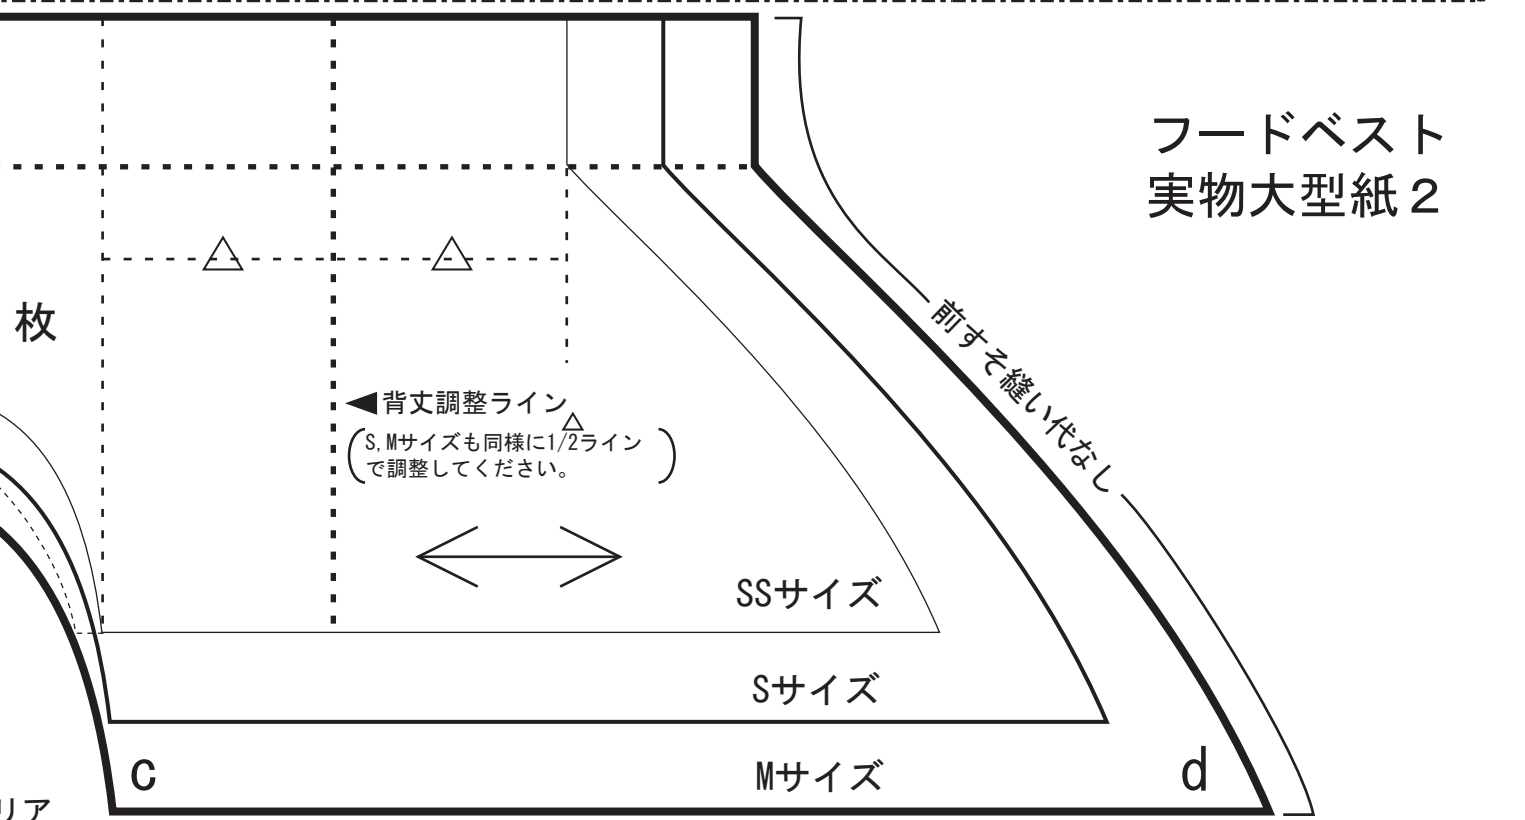 フードベスト
実物大型紙２
枚
前すそ縫い代なし
◀背丈調整ライン
S,Mサイズも同様に1/2ライン
で調整してください。
SSサイズ
Sサイズ
Mサイズ
c
d
リア